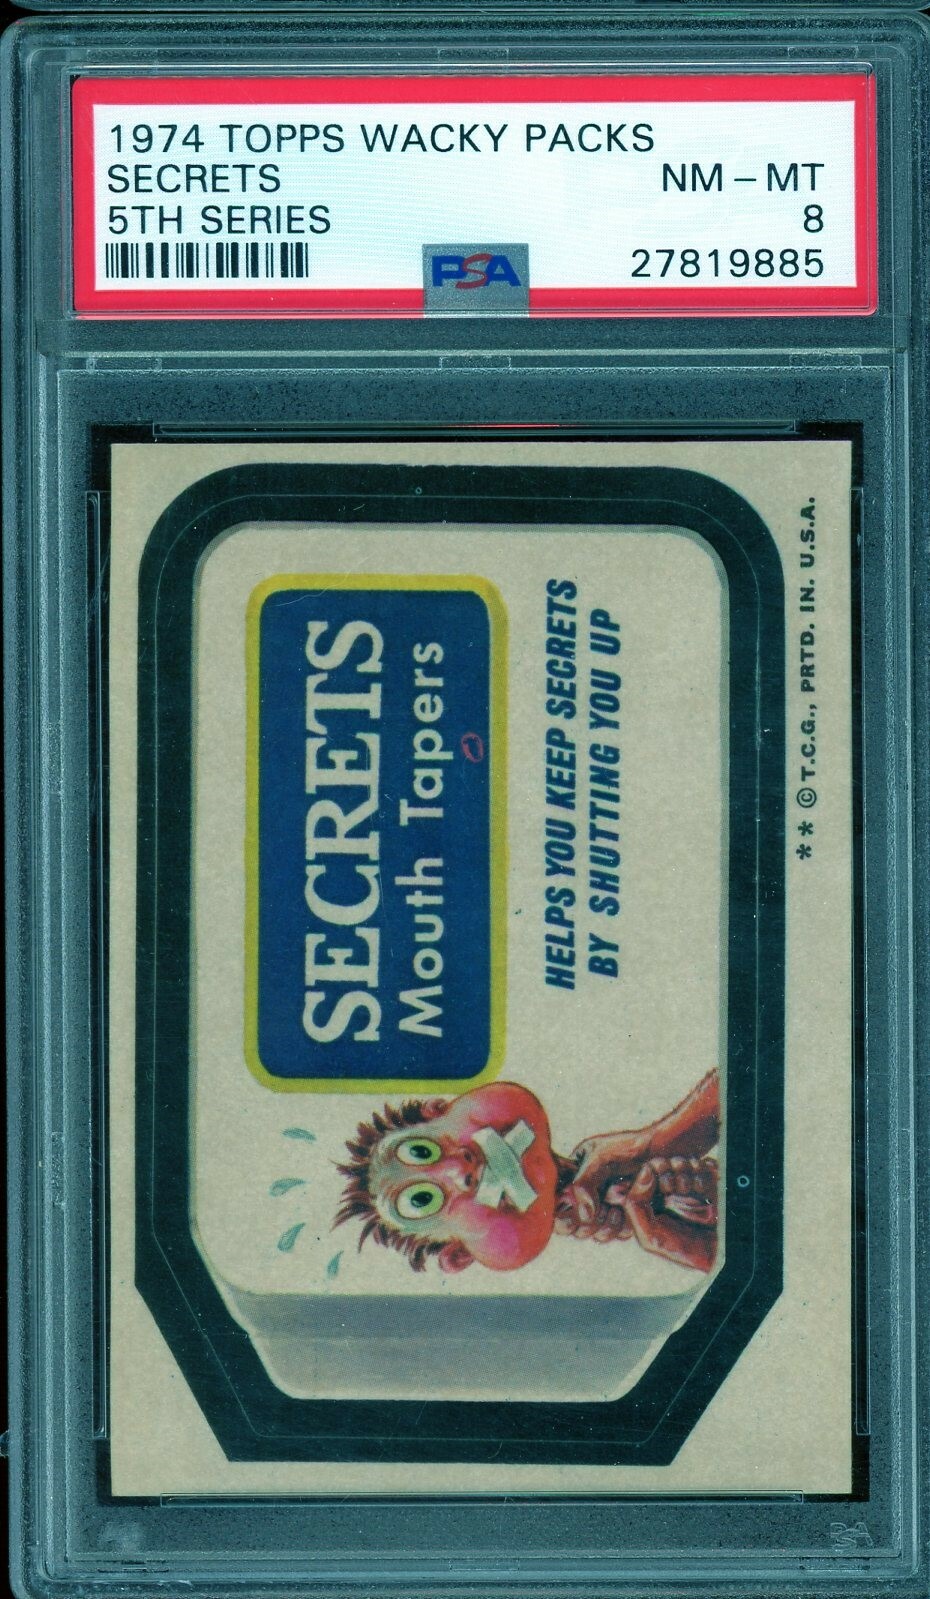 1974 TOPPS WACKY PACKS
SECRETS NM – MT
5TH SERIES 8
27819885
PSA
SECRETS
Mouth Tapers
HELPS YOU KEEP SECRETS
BY SHUTTING YOU UP
** © T.C.G., PRTD. IN. U.S.A.
PSA